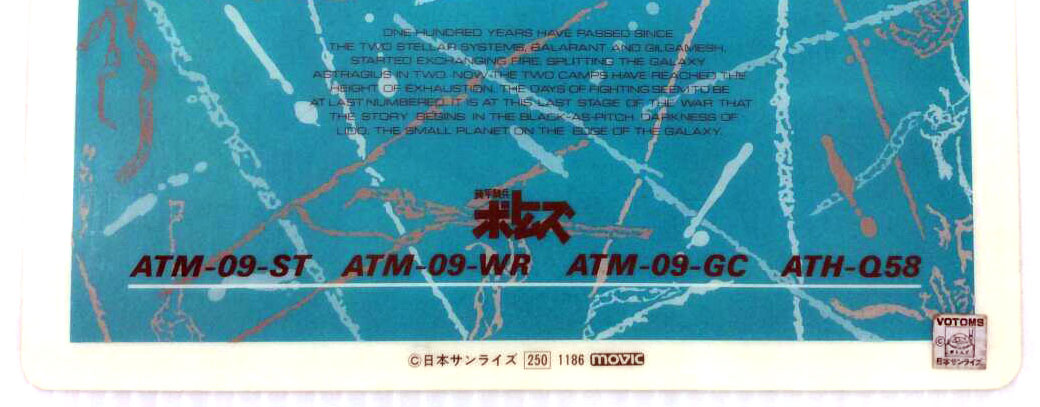 ONE HUNDRED YEARS HAVE PASSED SINCE
THE TWO STELLAR SYSTEMS, BALARANT AND GILGAMESH,
STARTED EXCHANGING FIRE, SPLITTING THE GALAXY
ASTRAGIUS IN TWO. NOW THE TWO CAMPS HAVE REACHED THE
HEIGHT OF EXHAUSTION. THE DAYS OF FIGHTING SEEM TO BE
AT LAST NUMBERED. IT IS AT THIS LAST STAGE OF THE WAR THAT
THE STORY BEGINS IN THE BLACK-AS-PITCH, DARKNESS OF
LIDO, THE SMALL PLANET ON THE EDGE OF THE GALAXY.
装甲騎兵
ボトムズ
ATM-09-ST ATM-09-WR ATM-09-GC ATH-Q58
VOTOMS
©
日本サンライズ
©日本サンライズ 250 1186 movic